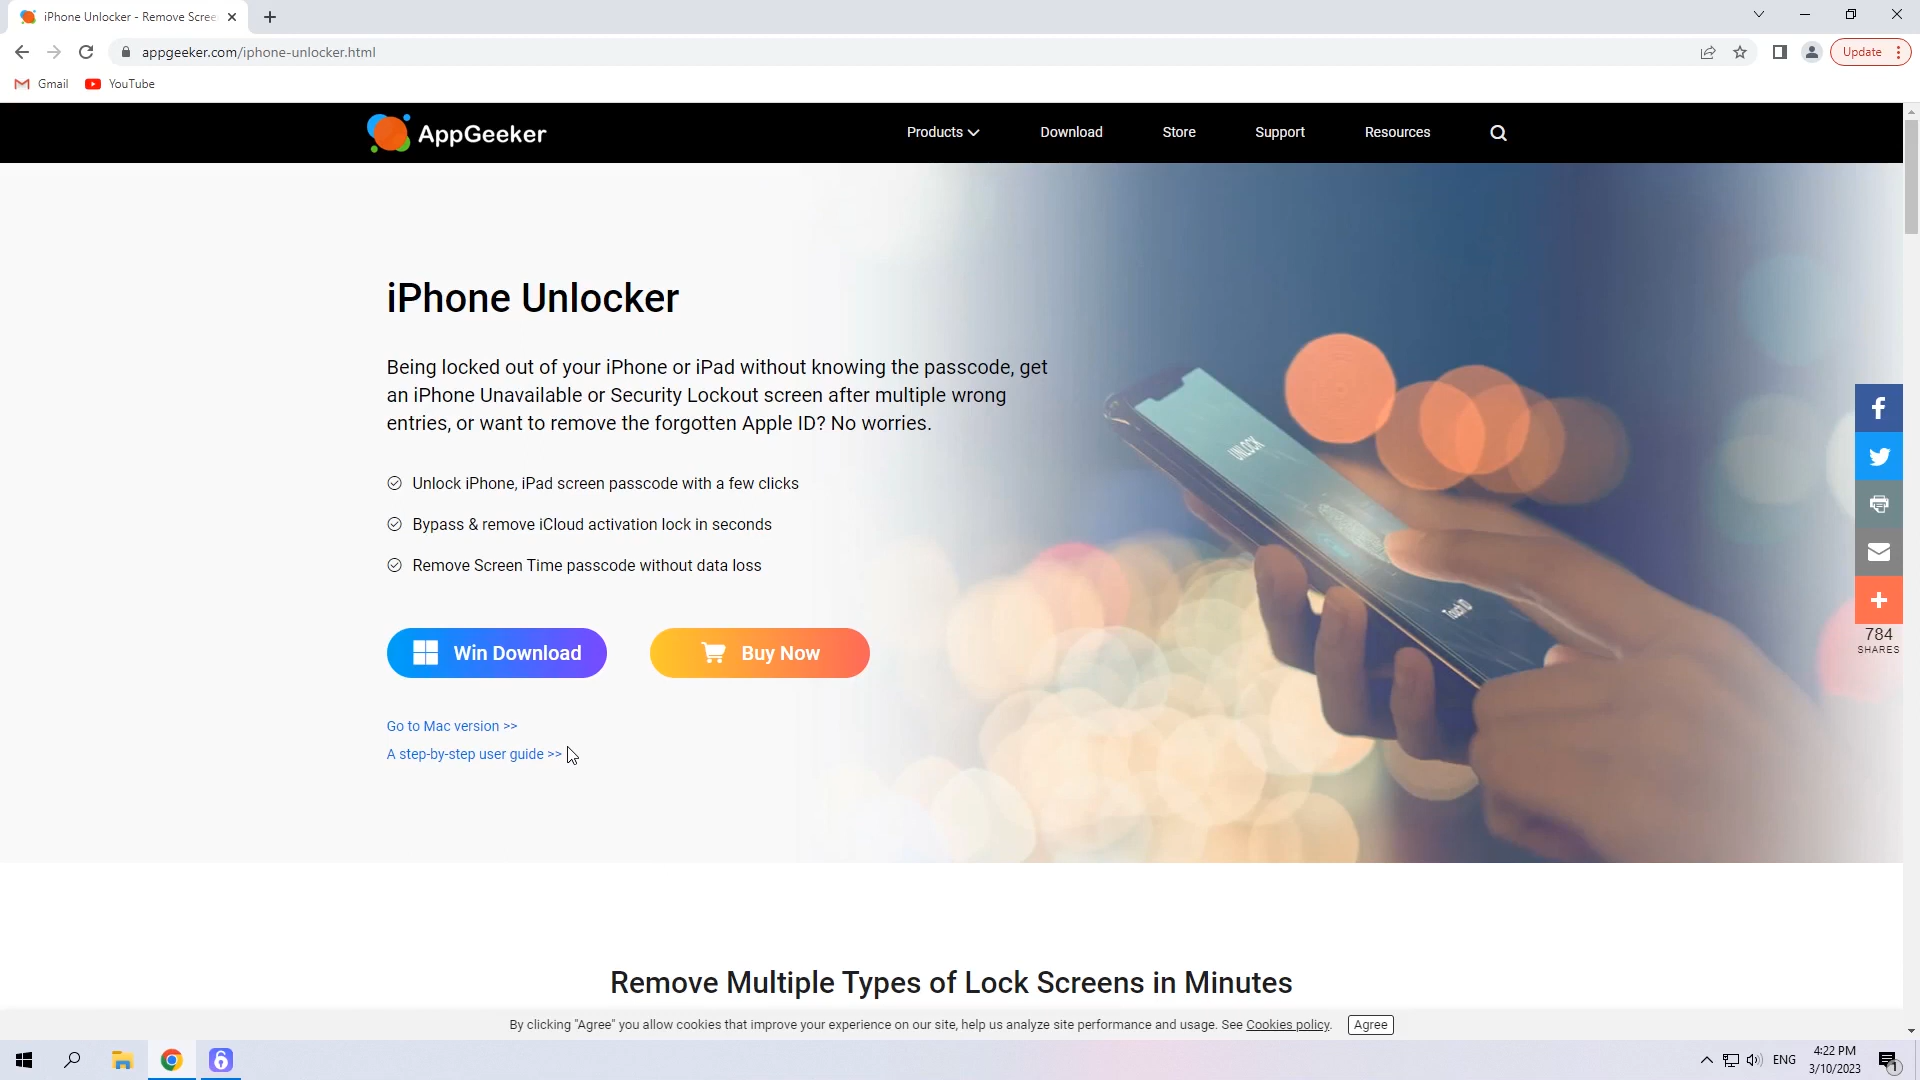 iPhone Unlocker - Remove Scree
appgeeker.com/iphone-unlocker.html
Update
Gmail
YouTube
AppGeeker
Products
Download
Store
Support
Resources
iPhone Unlocker
Being locked out of your iPhone or iPad without knowing the passcode, get
an iPhone Unavailable or Security Lockout screen after multiple wrong
entries, or want to remove the forgotten Apple ID? No worries.
Unlock iPhone, iPad screen passcode with a few clicks
Bypass & remove iCloud activation lock in seconds
Remove Screen Time passcode without data loss
UNLOCK
Touch ID
Win Download
Buy Now
784
SHARES
Go to Mac version >>
A step-by-step user guide >>
Remove Multiple Types of Lock Screens in Minutes
By clicking "Agree" you allow cookies that improve your experience on our site, help us analyze site performance and usage. See Cookies policy.
Agree
ENG
4:22 PM
3/10/2023
1